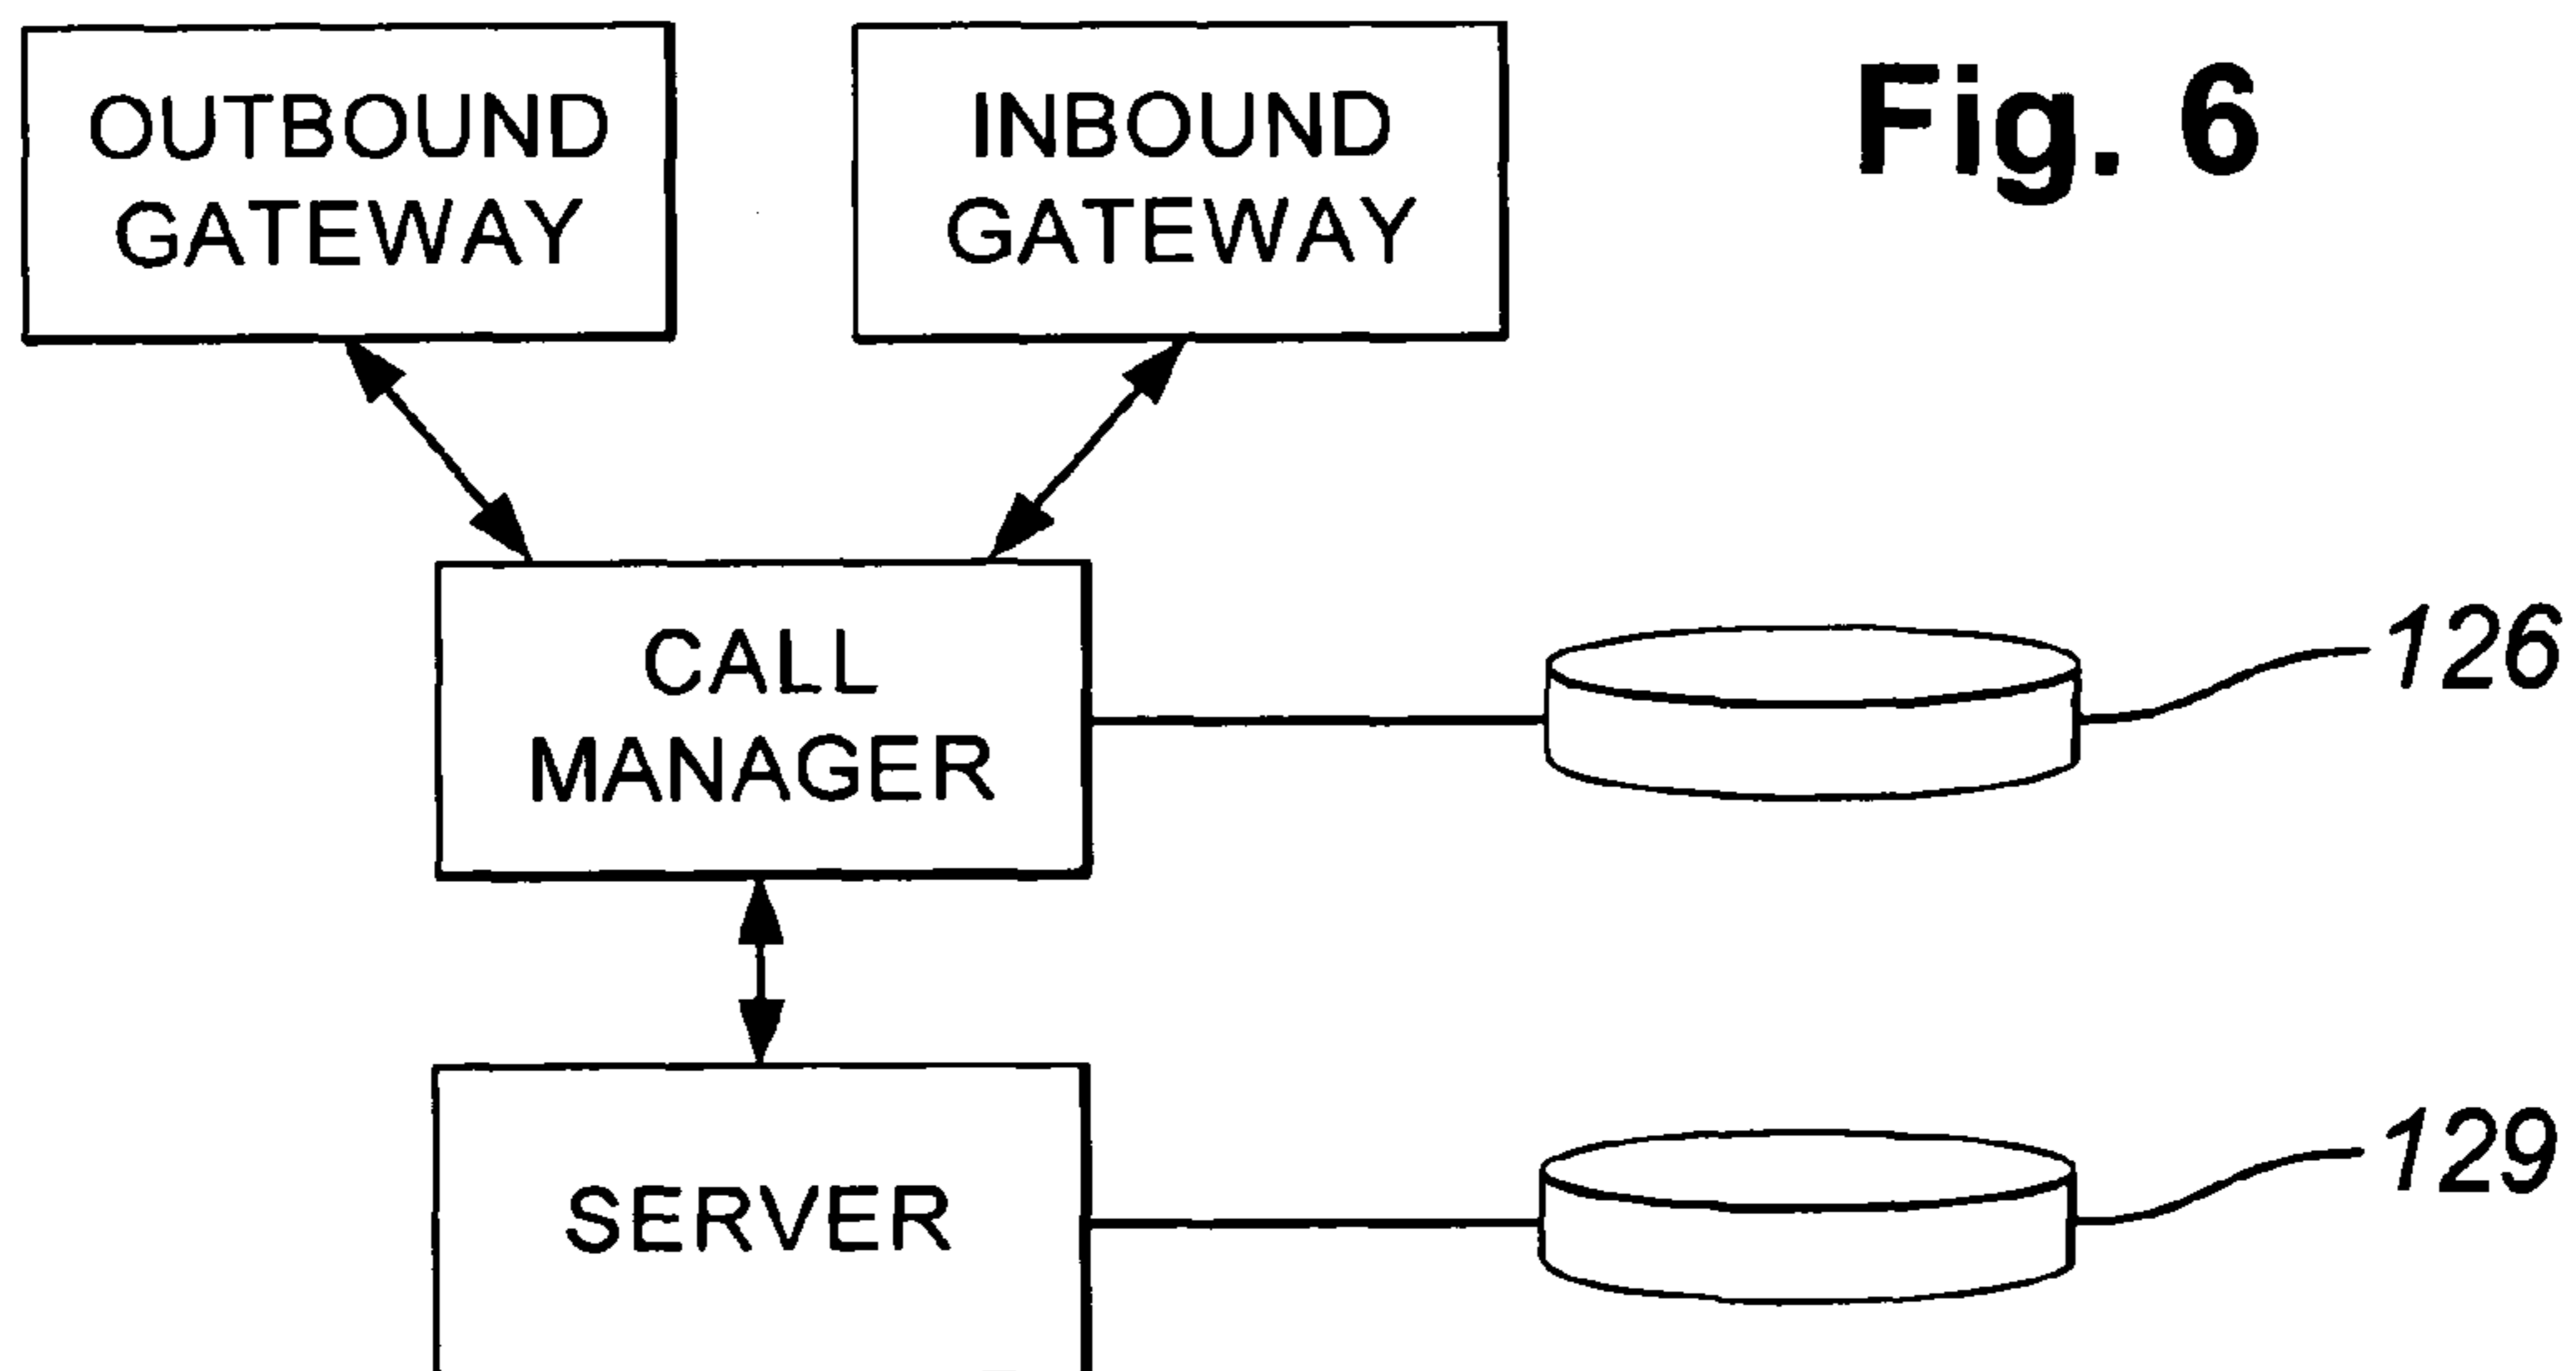 OUTBOUND
GATEWAY
INBOUND
GATEWAY
Fig. 6
CALL
MANAGER
126
SERVER
129